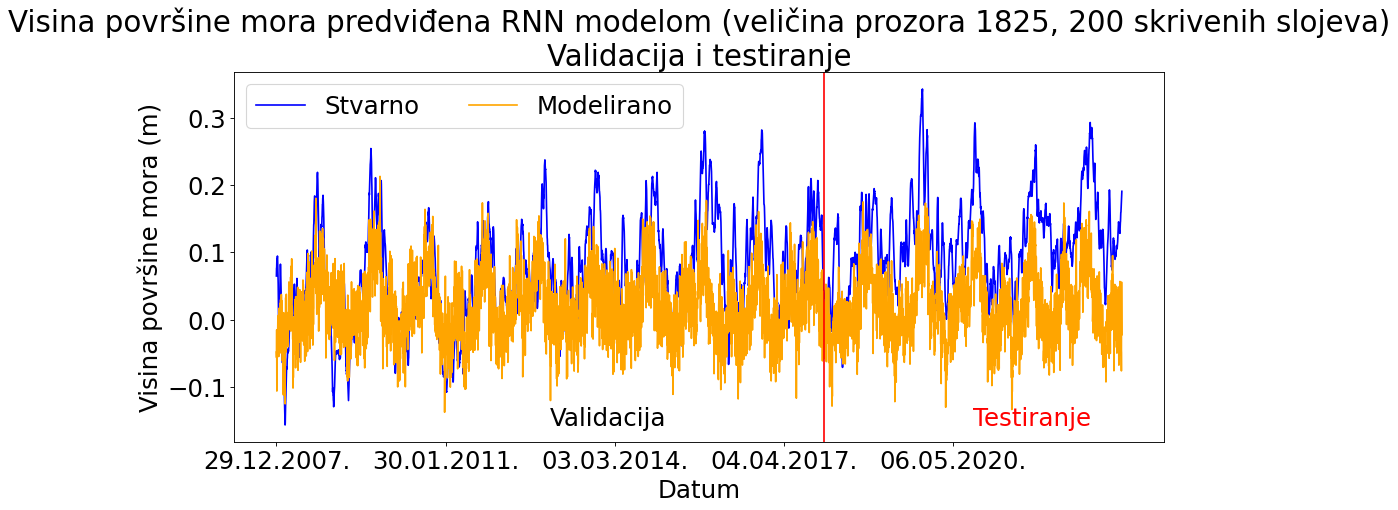 Visina površine mora predviđena RNN modelom (veličina prozora 1825, 200 skrivenih slojeva)
Validacija i testiranje
Stvarno
Modelirano
Visina površine mora (m)
0.3
0.2
0.1
0.0
−0.1
Validacija
Testiranje
29.12.2007.
30.01.2011.
03.03.2014.
04.04.2017.
06.05.2020.
Datum